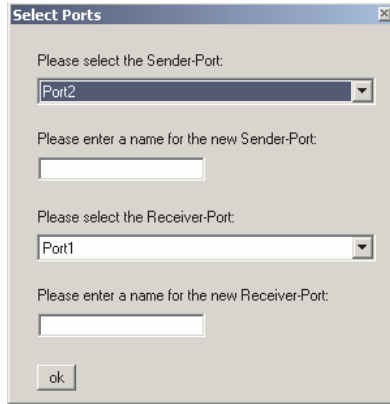 Select Ports
Please select the Sender-Port:
Port2
Please enter a name for the new Sender-Port:
Please select the Receiver-Port:
Port1
Please enter a name for the new Receiver-Port:
ok